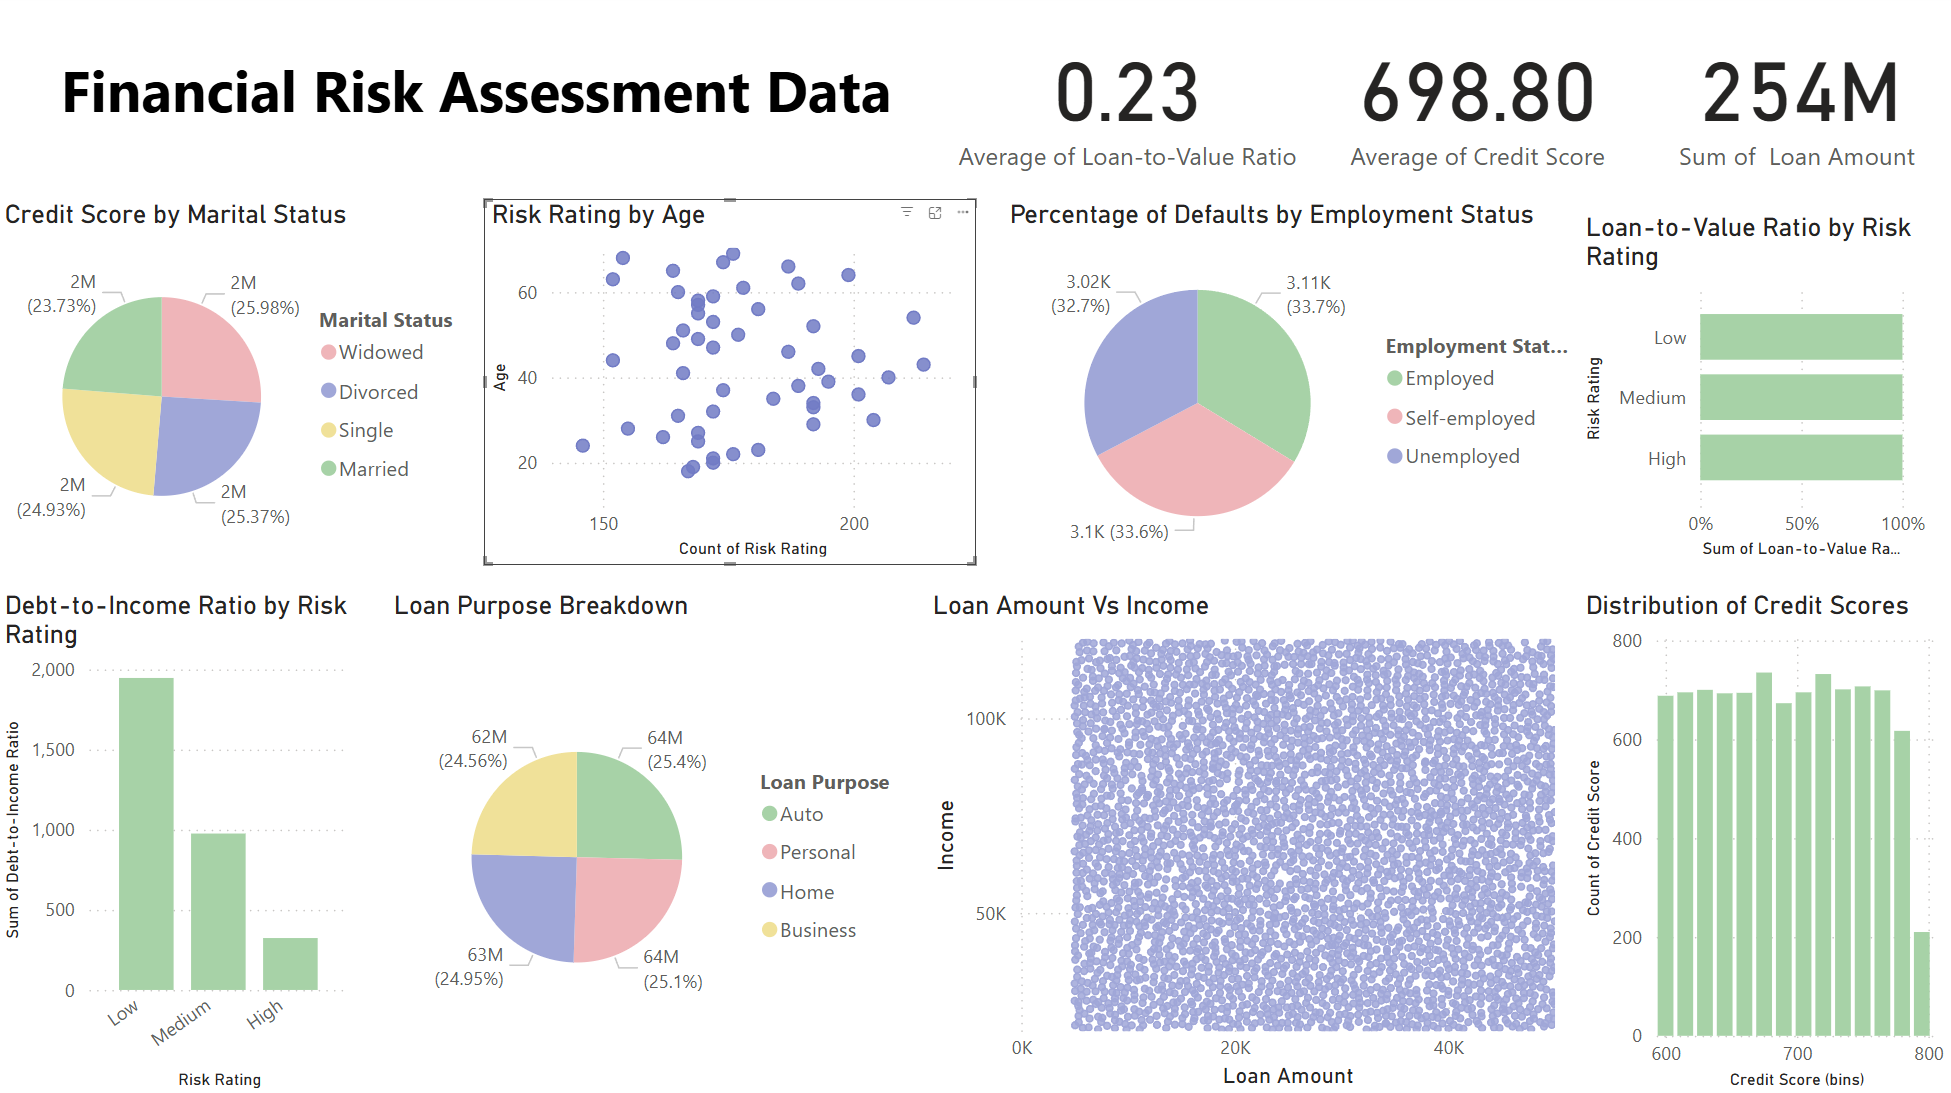 Financial Risk Assessment Data
0.23
Average of Loan-to-Value Ratio
698.80
Average of Credit Score
254M
Sum of  Loan Amount
Credit Score by Marital Status
2M
(23.73%)
2M
(25.98%)
2M
(24.93%)
2M
(25.37%)
Marital Status
Widowed
Divorced
Single
Married
Risk Rating by Age
Age
60
40
20
150
200
Count of Risk Rating
Percentage of Defaults by Employment Status
3.02K
(32.7%)
3.11K
(33.7%)
3.1K (33.6%)
Employment Stat...
Employed
Self-employed
Unemployed
Loan-to-Value Ratio by Risk
Rating
Risk Rating
Low
Medium
High
0%
50%
100%
Sum of Loan-to-Value Ra...
Debt-to-Income Ratio by Risk
Rating
Sum of Debt-to-Income Ratio
2,000
1,500
1,000
500
0
Low
Medium
High
Risk Rating
Loan Purpose Breakdown
62M
(24.56%)
64M
(25.4%)
63M
(24.95%)
64M
(25.1%)
Loan Purpose
Auto
Personal
Home
Business
Loan Amount Vs Income
Income
100K
50K
0K
20K
40K
Loan Amount
Distribution of Credit Scores
Count of Credit Score
800
600
400
200
0
600
700
800
Credit Score (bins)